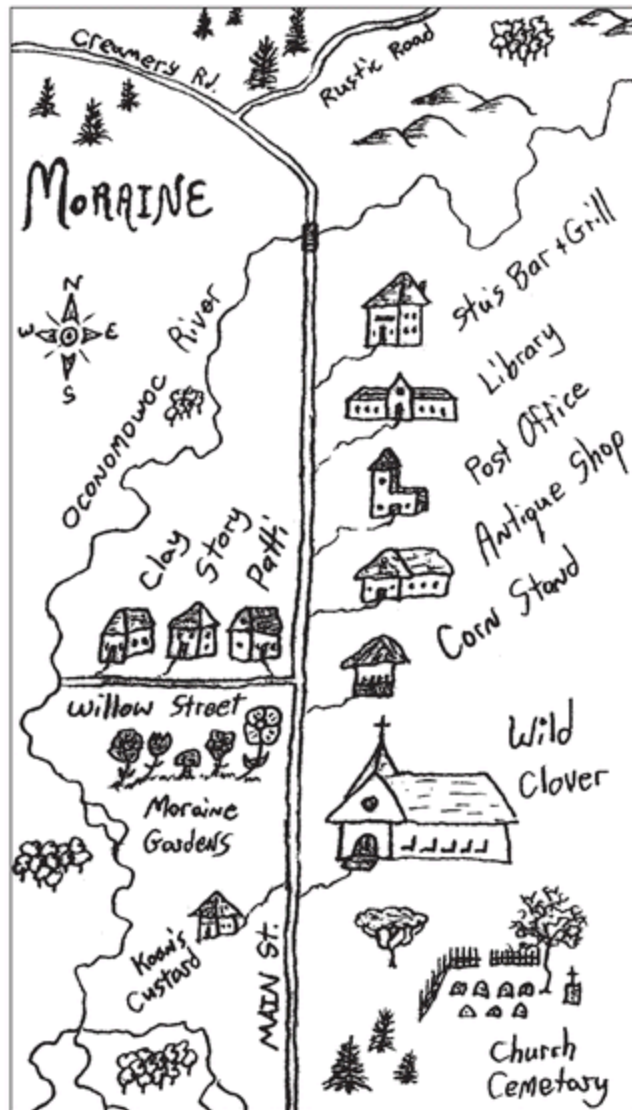 Creamery Rd.
Rustic Road
MORAINE
N
W E
S
OCONOMOWOC River
Stu's Bar + Grill
Library
Post Office
Antique Shop
Corn Stand
Clay
Story
Patti
Willow Street
Moraine
Gardens
Wild
Clover
Koon's
Custard
MAIN ST.
Church
Cemetary